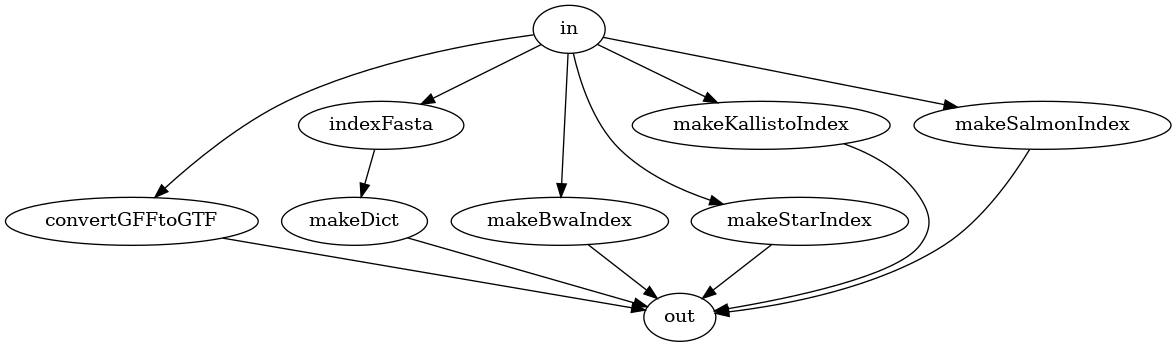 in
indexFasta
makeKallistoIndex
makeSalmonIndex
convertGFFtoGTF
makeDict
makeBwaIndex
makeStarIndex
out